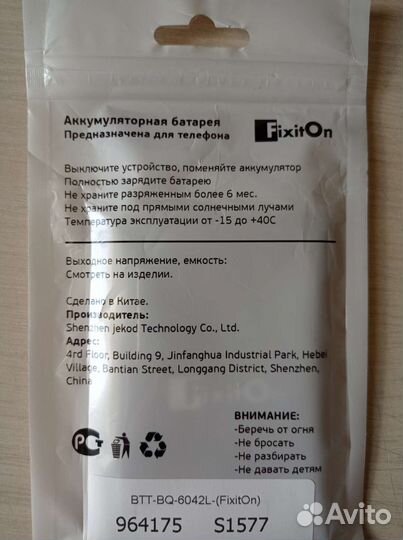 Аккумуляторная батарея
Предназначена для телефона
FixitOn
Выключите устройство, поменяйте аккумулятор
Полностью зарядите батарею
Не храните разряженным более 6 мес.
Не храните под прямыми солнечными лучами
Температура эксплуатации от -15 до +40С
Выходное напряжение, емкость:
Смотреть на изделии.
Сделано в Китае.
Производитель:
Shenzhen jekod Technology Co., Ltd.
Адрес:
4rd Floor, Building 9, Jinfanghua Industrial Park, Hebei
Village, Bantian Street, Longgang District, Shenzhen,
China
FixitOn
РСТ
ВНИМАНИЕ:
-Беречь от огня
-Не бросать
-Не разбирать
-Не давать детям
BTT-BQ-6042L-(FixitOn)
964175 S1577
Avito